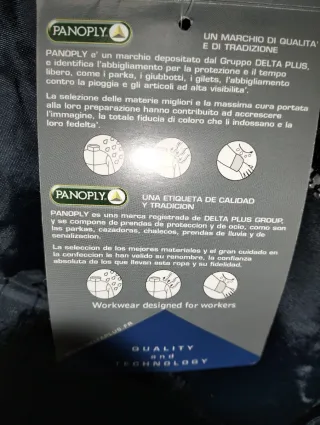 PANOPLY
UN MARCHIO DI QUALITA'
E DI TRADIZIONE
PANOPLY e' un marchio depositato dal Gruppo DELTA PLUS,
e identifica l'abbigliamento per la protezione e il tempo
libero, come i parka, i giubbotti, i gilets, l'abbigliamento
contro la pioggia e gli articoli ad alta visibilita'.
La selezione delle materie migliori e la massima cura portata
alla loro preparazione hanno contribuito ad accrescere
l'immagine, la totale fiducia di coloro che li indossano e la
loro fedelta'.
PANOPLY
UNA ETIQUETA DE CALIDAD
Y TRADICION
PANOPLY es una marca registrada de DELTA PLUS GROUP,
y se compone de prendas de proteccion y de ocio, como son
las parkas, cazadoras, chalecos, prendas de lluvia y de
senalizacion.
La seleccion de los mejores materiales y el gran cuidado en
la confeccion le han valido su renombre, la confianza
absoluta de los que llevan esta ropa y su fidelidad.
Workwear designed for workers
QUALITY
and
TECHNOLOGY